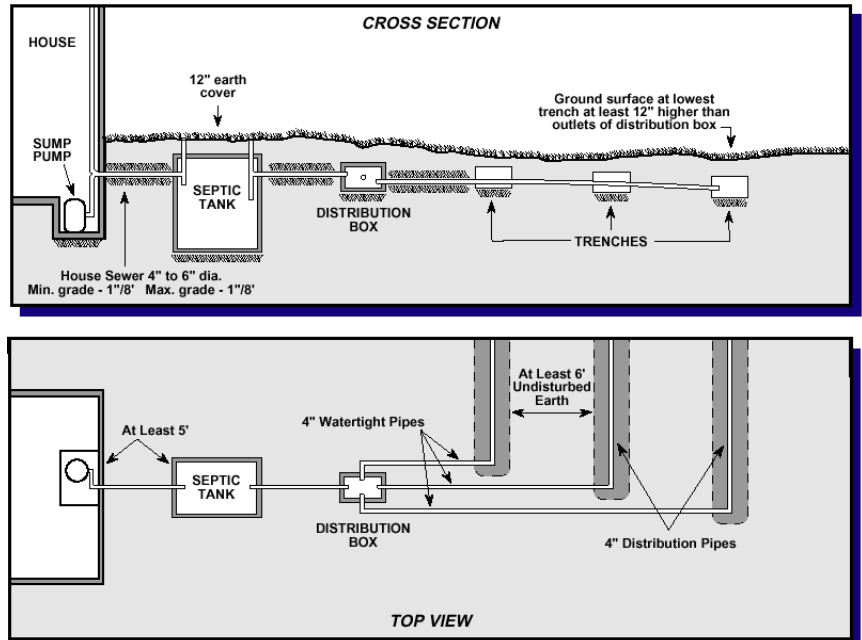 CROSS SECTION
HOUSE
12" earth
cover
Ground surface at lowest
trench at least 12" higher than
outlets of distribution box
SUMP
PUMP
SEPTIC
TANK
DISTRIBUTION
BOX
TRENCHES
House Sewer 4" to 6" dia.
Min. grade - 1"/8'   Max. grade - 1"/8'
At Least 6'
Undisturbed
Earth
At Least 5'
4" Watertight Pipes
SEPTIC
TANK
DISTRIBUTION
BOX
4" Distribution Pipes
TOP VIEW